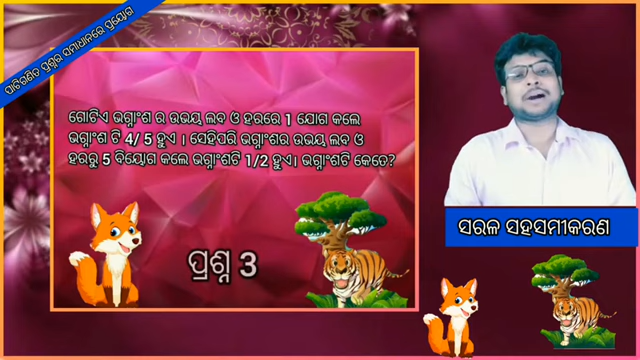 ପାଟିଗଣିତ ପ୍ରଶ୍ନର ସମାଧାନରେ ପ୍ରୟୋଗ
ଗୋଟିଏ ଭଗ୍ନାଂଶ ର ଉଭୟ ଲବ ଓ ହରରେ 1 ଯୋଗ କଲେ
ଭଗ୍ନାଂଶ ଟି 4/ 5 ହୁଏ । ସେହିପରି ଭଗ୍ନାଂଶର ଉଭୟ ଲବ ଓ
ହରରୁ 5 ବିୟୋଗ କଲେ ଭଗ୍ନାଂଶଟି 1/2 ହୁଏ। ଭଗ୍ନାଂଶଟି କେତେ?
ପ୍ରଶ୍ନ 3
ସରଳ ସହସମୀକରଣ